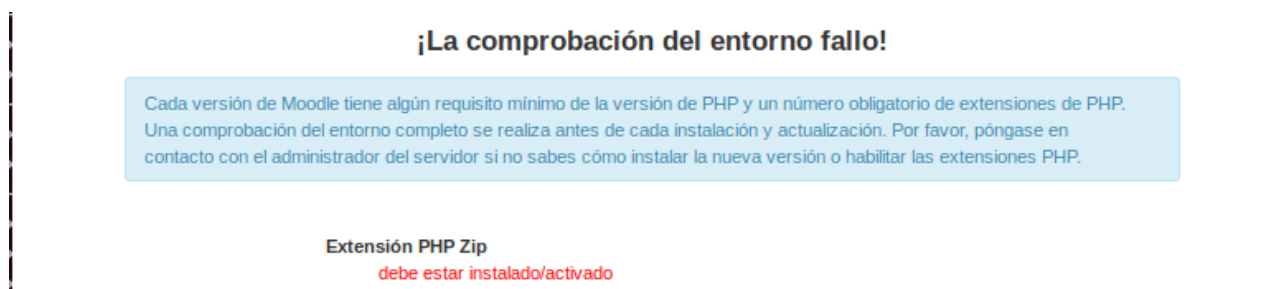 ¡La comprobación del entorno fallo!
Cada versión de Moodle tiene algún requisito mínimo de la versión de PHP y un número obligatorio de extensiones de PHP.
Una comprobación del entorno completo se realiza antes de cada instalación y actualización. Por favor, póngase en
contacto con el administrador del servidor si no sabes cómo instalar la nueva versión o habilitar las extensiones PHP.
Extensión PHP Zip
debe estar instalado/activado